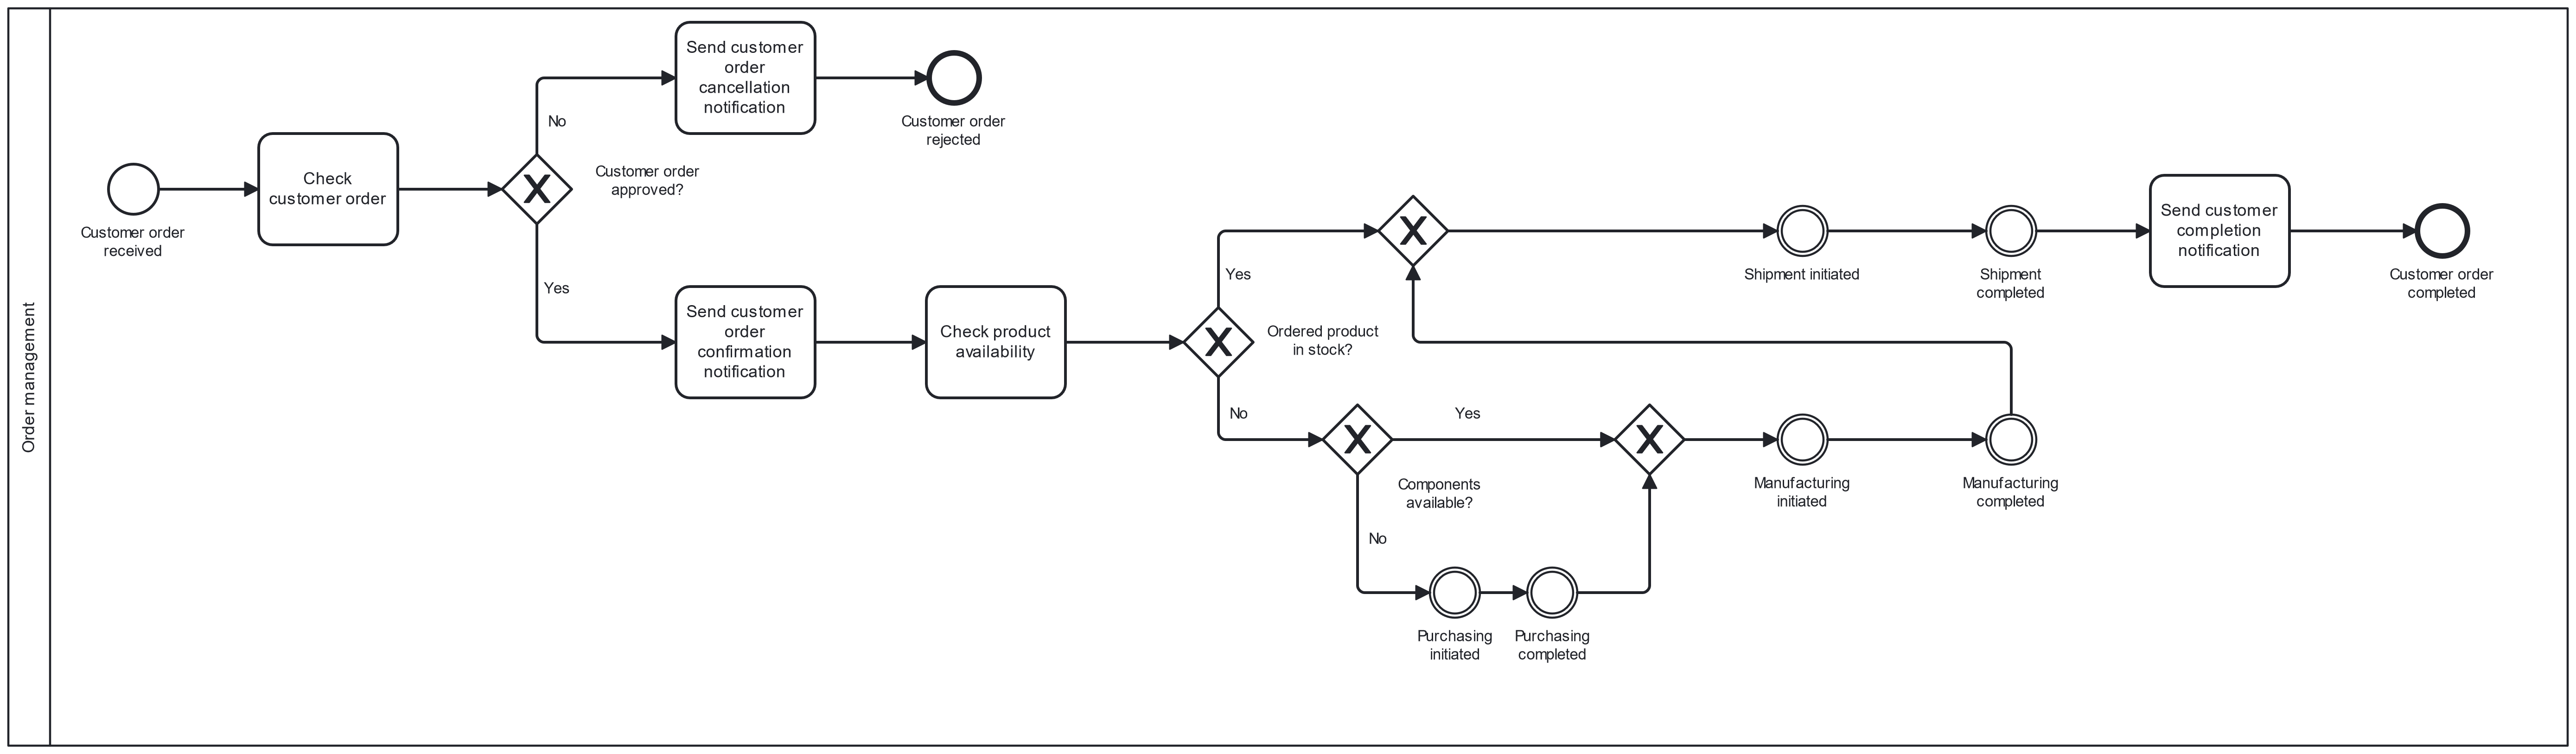 Order management
Customer order
received
Check
customer order
No
Customer order
approved?
Yes
Send customer
order
cancellation
notification
Customer order
rejected
Send customer
order
confirmation
notification
Check product
availability
Yes
Ordered product
in stock?
No
Components
available?
Yes
No
Purchasing
initiated
Purchasing
completed
Manufacturing
initiated
Manufacturing
completed
Shipment initiated
Shipment
completed
Send customer
completion
notification
Customer order
completed